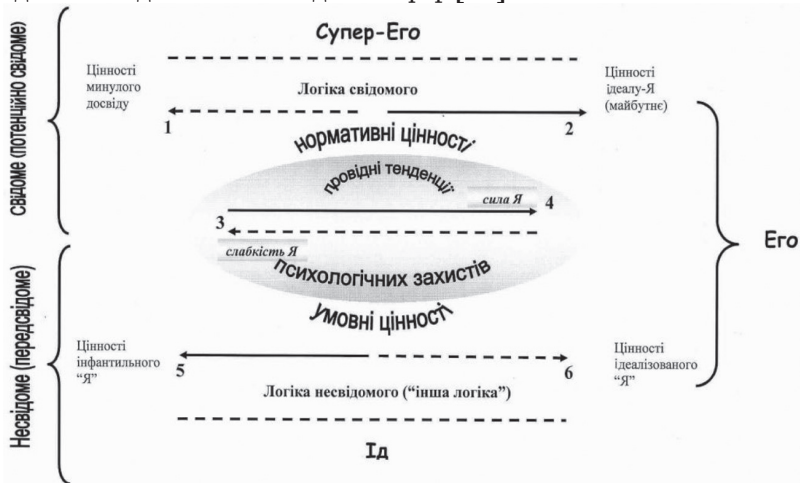 Супер-Его
Свідоме (потенчійно свідоме)
Цінності
минулого
досвіду
Логіка свідомого
Цінності
ідеалу-Я
(майбутнє)
1
2
нормативні цінності
провідні тенденції
сила Я
4
3
слабкість Я
психологічних захистів
умовні цінності
Его
Несвідоме (передсвідоме)
Цінності
інфантильного
“Я”
5
6
Цінності
ідеалізованого
“Я”
Логіка несвідомого (“інша логіка”)
Ід